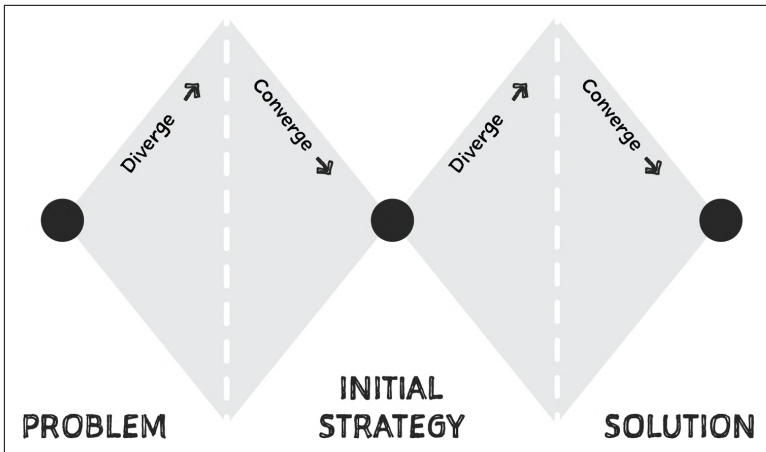 Diverge
Converge
Diverge
Converge
PROBLEM
INITIAL
STRATEGY
SOLUTION